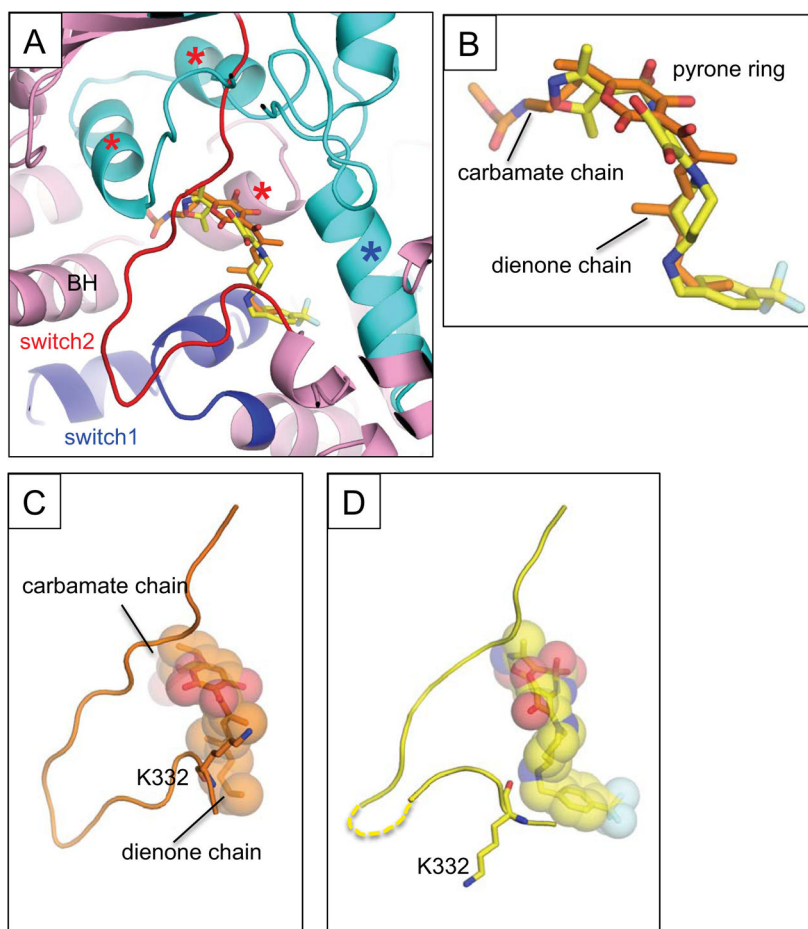 A
*
*
*
*
BH
switch2
switch1
B
pyrone ring
carbamate chain
dienone chain
C
carbamate chain
K332
dienone chain
D
K332